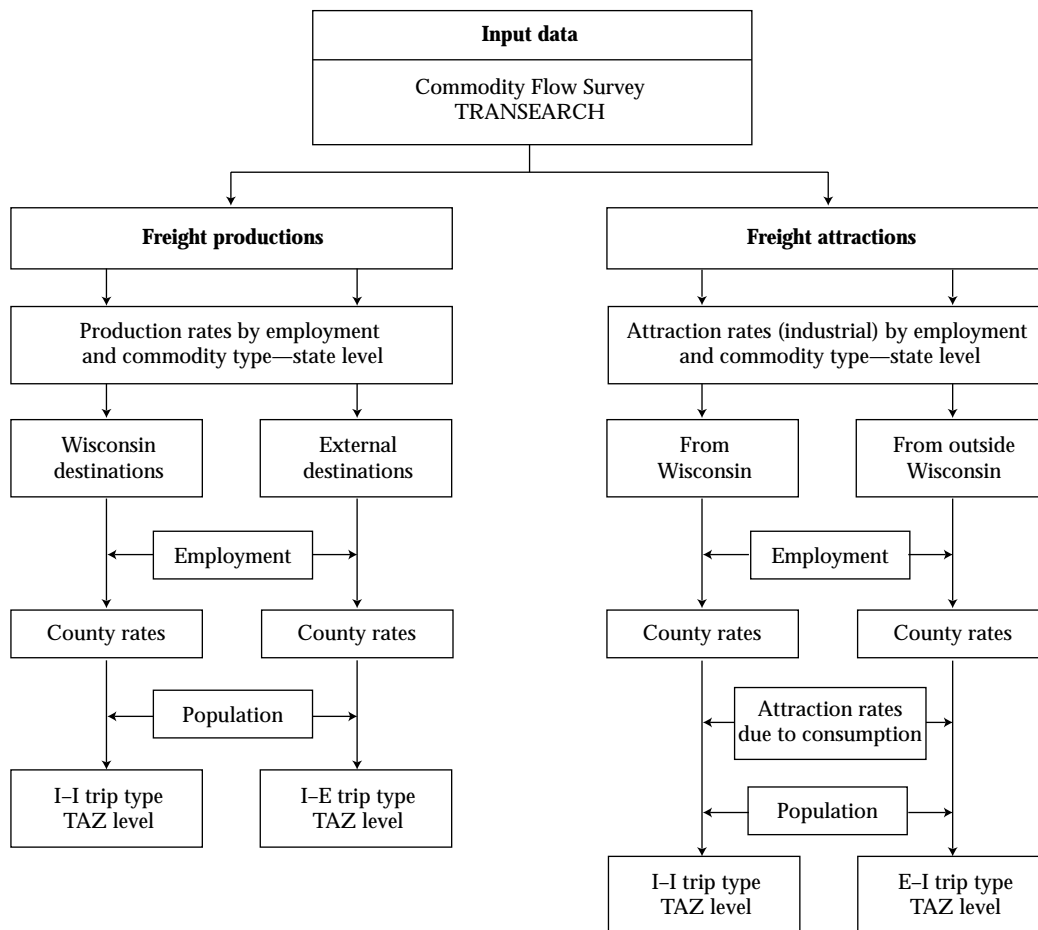 Input data
Commodity Flow Survey
TRANSEARCH
Freight productions
Freight attractions
Production rates by employment
and commodity type—state level
Attraction rates (industrial) by employment
and commodity type—state level
Wisconsin
destinations
External
destinations
From
Wisconsin
From outside
Wisconsin
Employment
Employment
County rates
County rates
County rates
County rates
Population
Attraction rates
due to consumption
I–I trip type
TAZ level
I–E trip type
TAZ level
Population
I–I trip type
TAZ level
E–I trip type
TAZ level